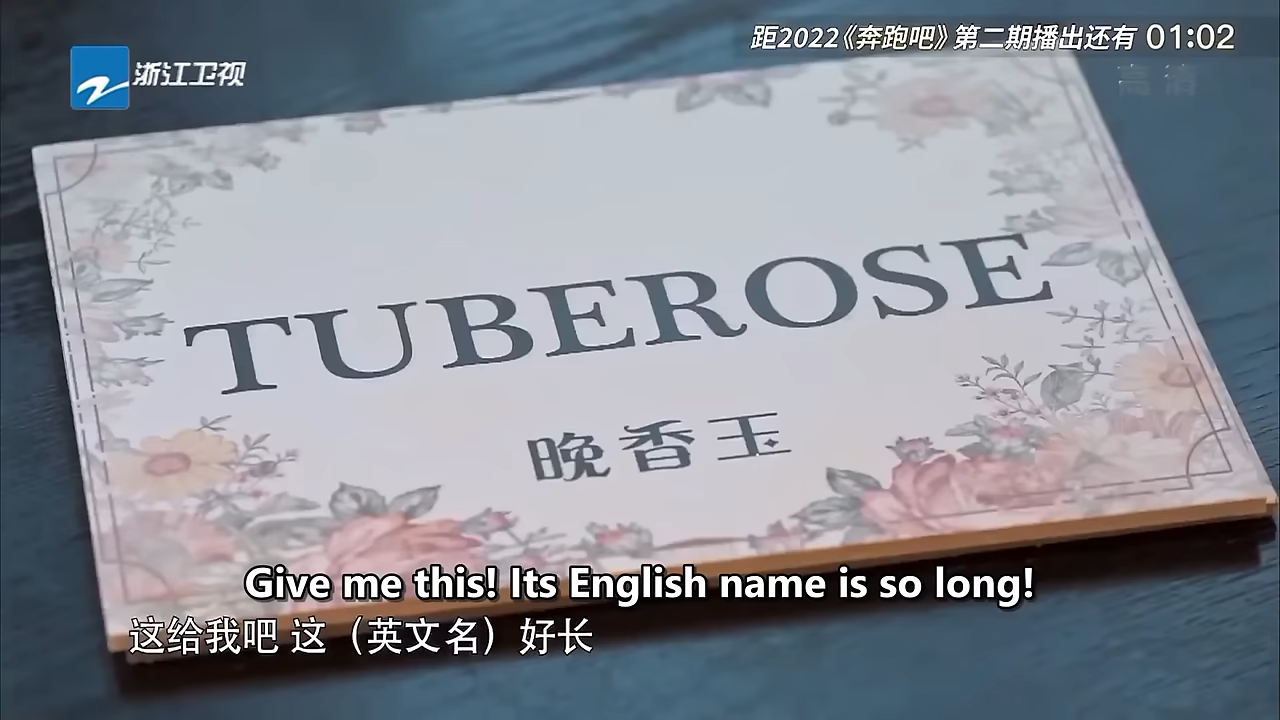 距2022《奔跑吧》第二期播出还有 01:02
浙江卫视
高清
TUBEROSE
晚香玉
Give me this! Its English name is so long!
这给我吧 这（英文名）好长